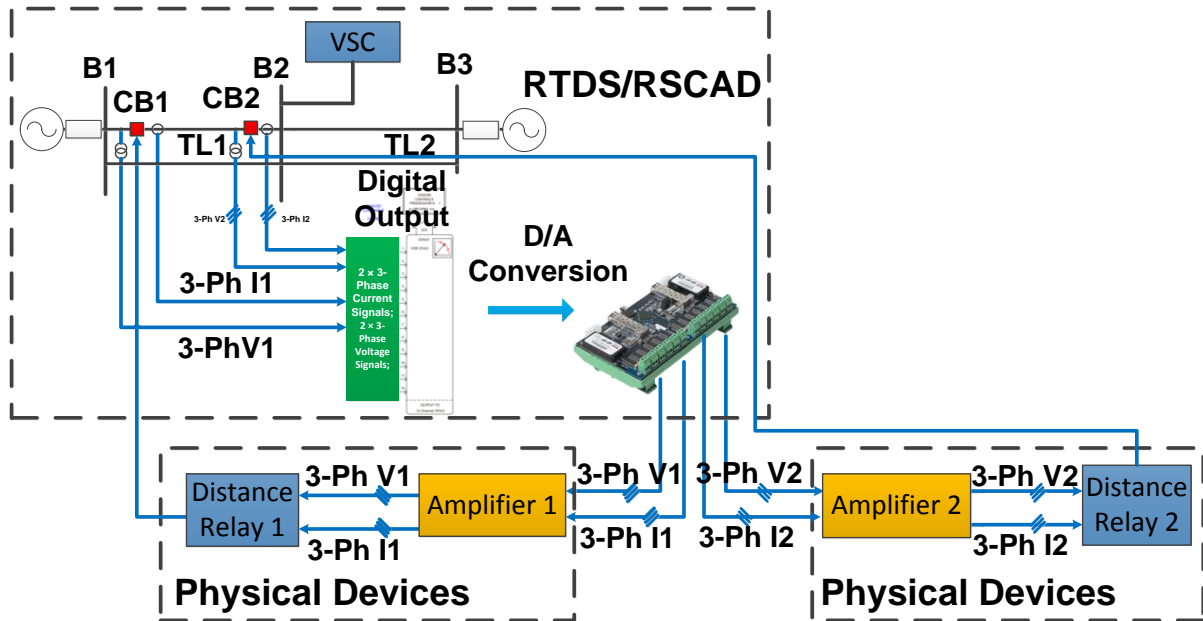 VSC
B1
B2
B3
CB1
CB2
RTDS/RSCAD
TL1
TL2
Digital
Output
3-Ph V2
3-Ph I2
D/A
Conversion
2 × 3-
Phase
Current
Signals;
2 × 3-
Phase
Voltage
Signals;
3-Ph I1
3-PhV1
3-Ph V1
3-Ph V1
3-Ph V2
3-Ph V2
Distance
Relay 1
Amplifier 1
Amplifier 2
Distance
Relay 2
3-Ph I1
3-Ph I1
3-Ph I2
3-Ph I2
Physical Devices
Physical Devices